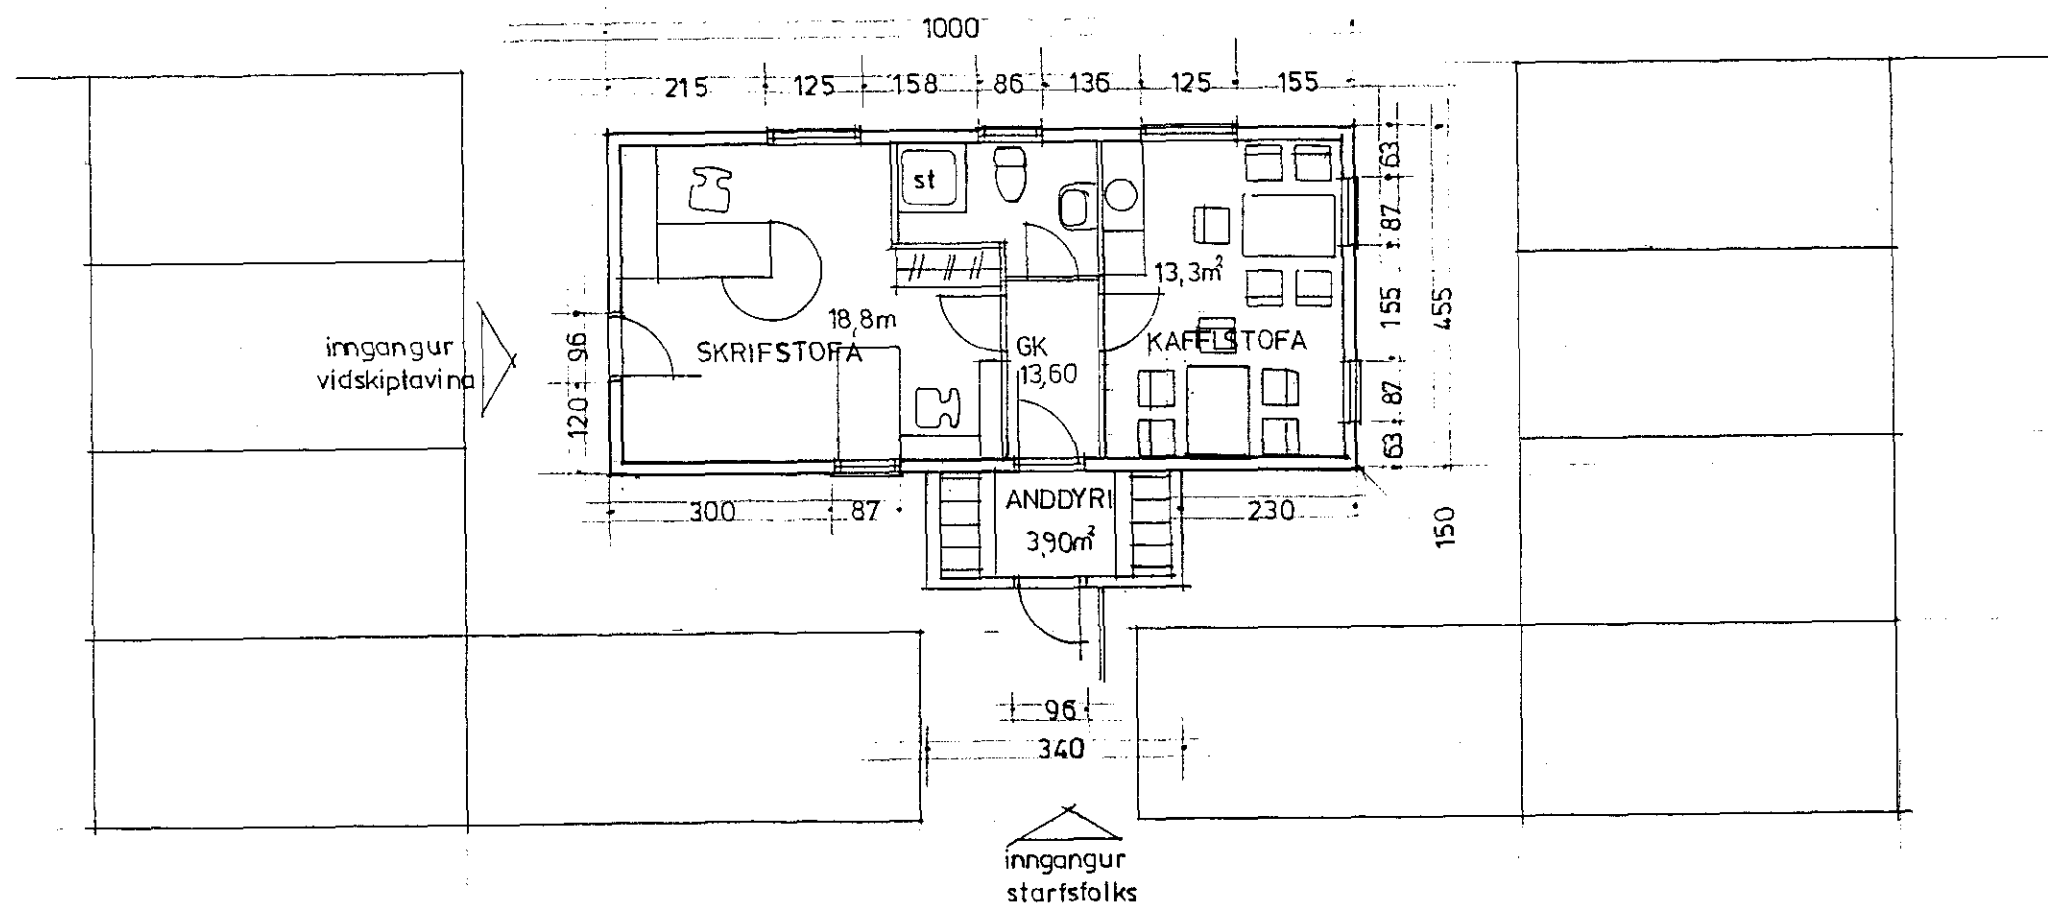 1000
215 125 158 86 136 125 155
63
87
155
87
63
455
150
st
13,3m²
18,8m
SKRIFSTOFA
GK
13,60
KAFFISTOFA
inngangur
vidskiptavina
96
120
300 87
ANDDYRI
3,90m²
230
96
340
inngangur
starfsfolks